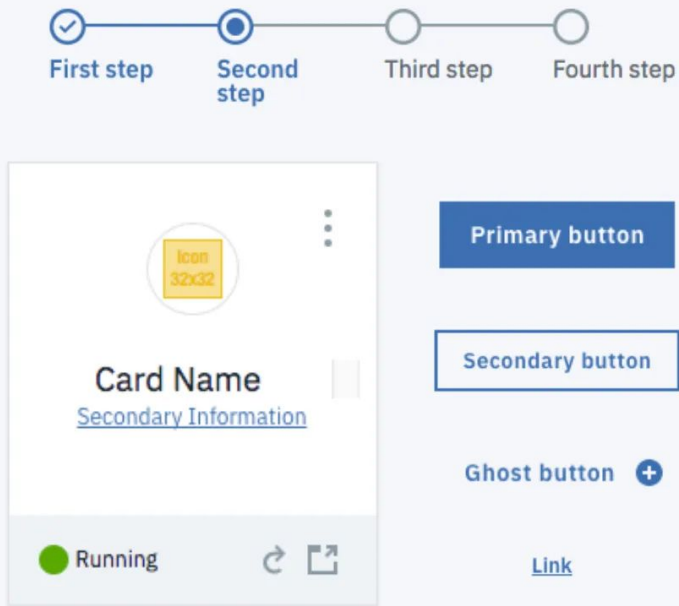 First step
Second
step
Third step
Fourth step
Icon
32x32
Card Name
Secondary Information
Running
Primary button
Secondary button
Ghost button
Link